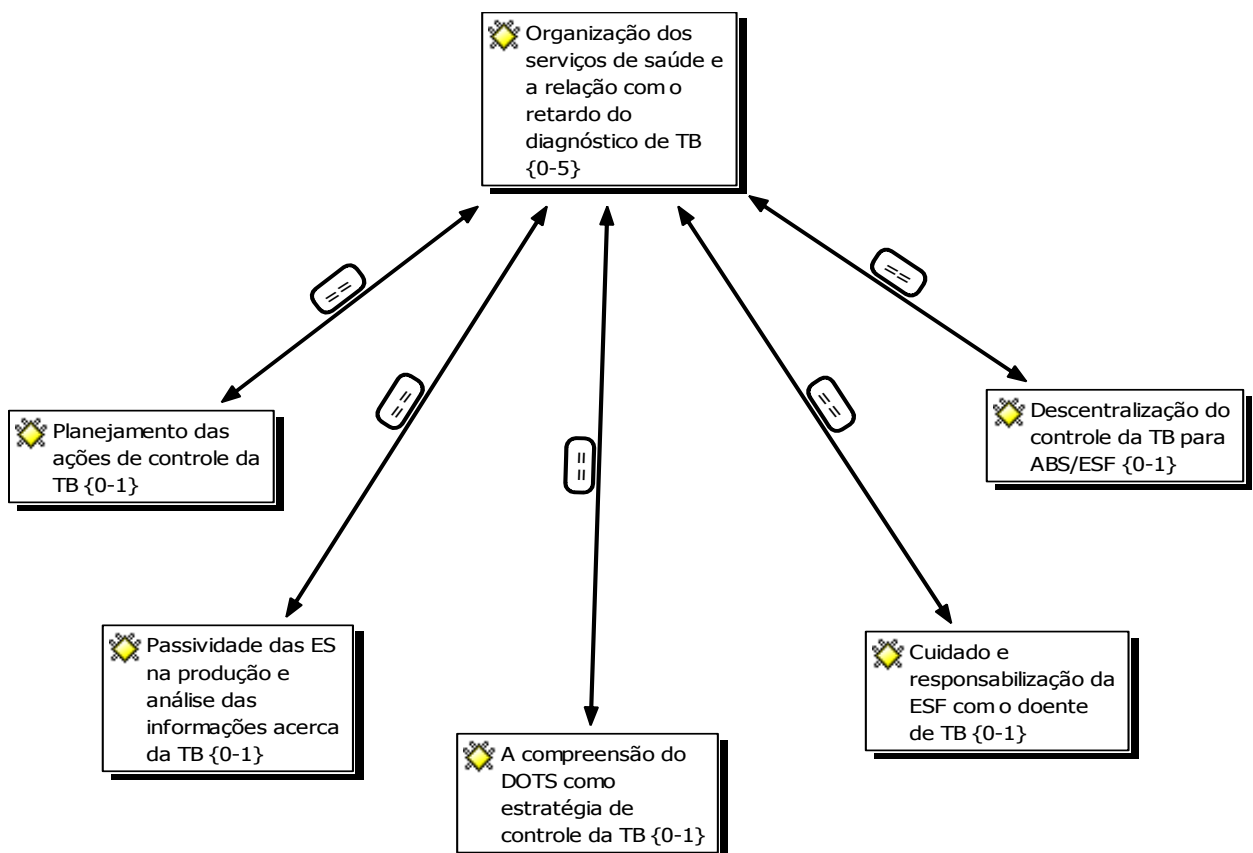 Organização dos
serviços de saúde e
a relação com o
retardo do
diagnóstico de TB
{0-5}
==
==
==
==
==
Planejamento das
ações de controle da
TB {0-1}
Descentralização do
controle da TB para
ABS/ESF {0-1}
Passividade das ES
na produção e
análise das
informações acerca
da TB {0-1}
Cuidado e
responsabilização da
ESF com o doente
de TB {0-1}
A compreensão do
DOTS como
estratégia de
controle da TB {0-1}